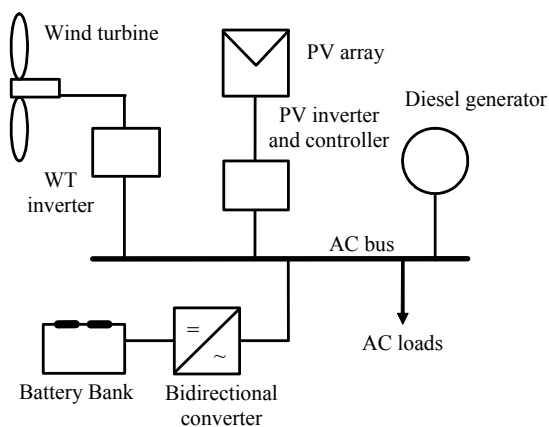 Wind turbine
PV array
Diesel generator
PV inverter
and controller
WT
inverter
AC bus
=
~
AC loads
Battery Bank
Bidirectional
converter